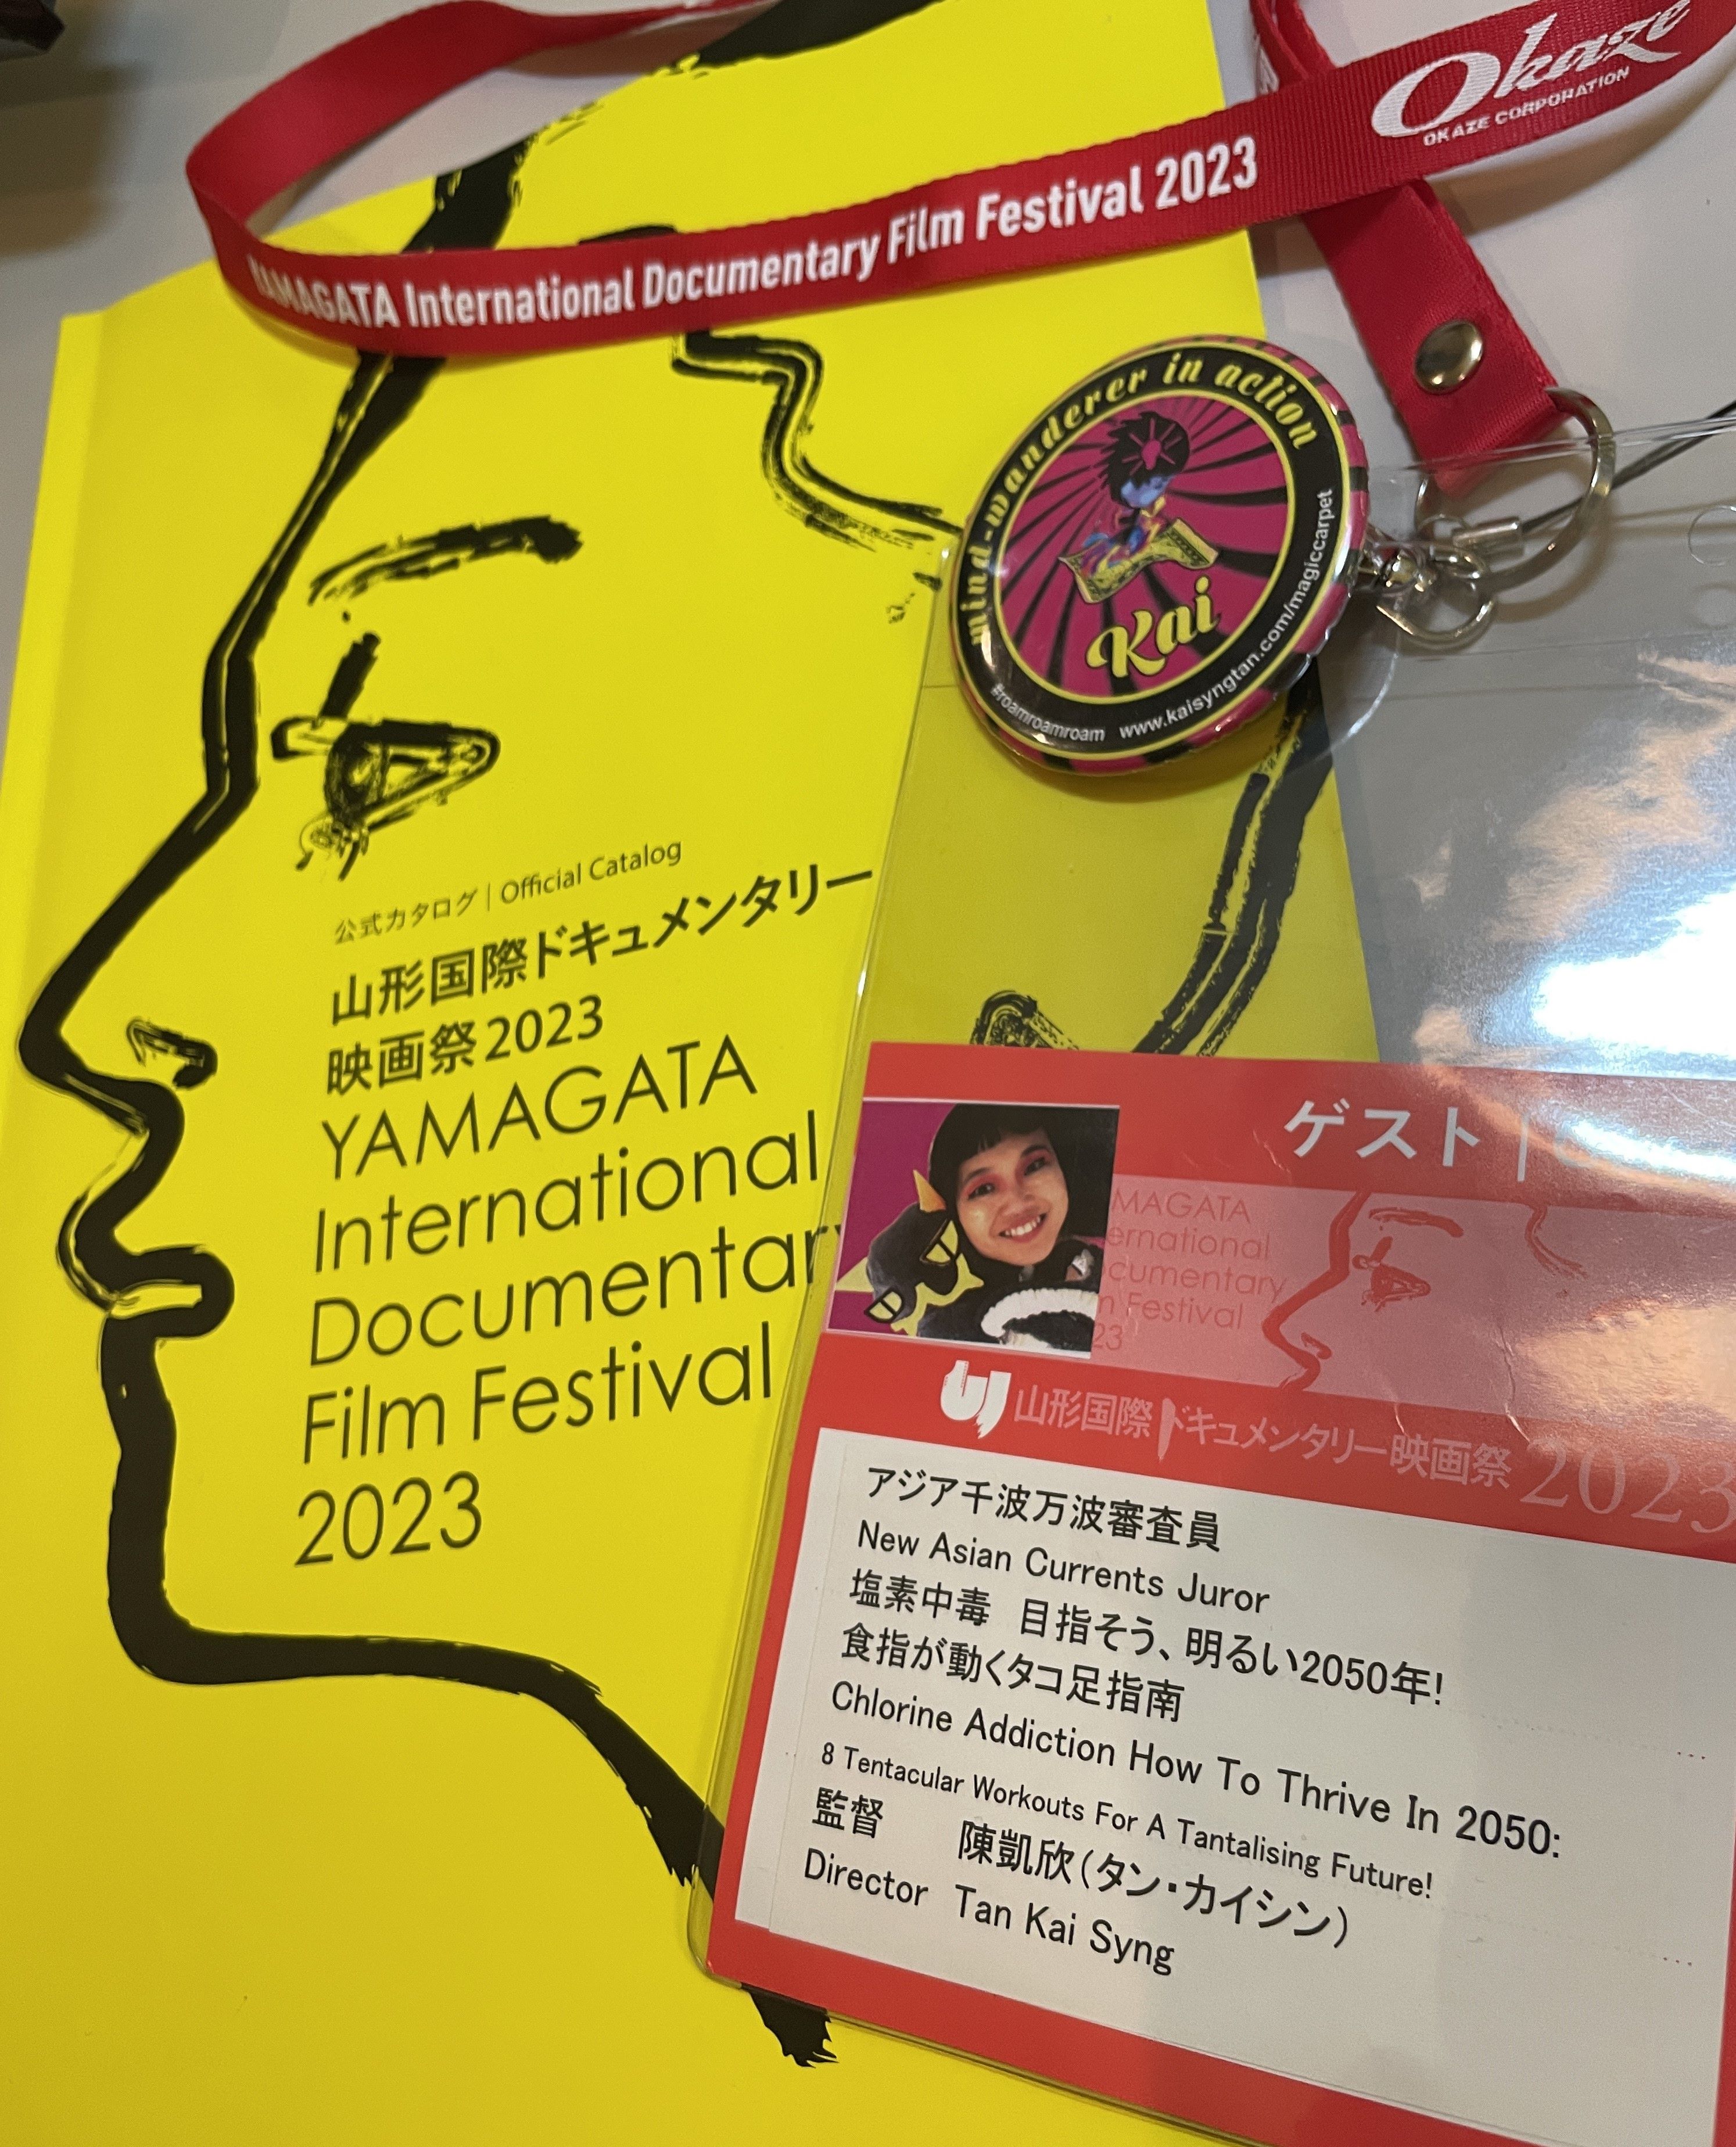 Okaze
OKAZE CORPORATION
YAMAGATA International Documentary Film Festival 2023
mind-wanderer in action
Kai
#roamroamroam www.kaisyngtan.com/magiccarpet
公式カタログ | Official Catalog
山形国際ドキュメンタリー
映画祭2023
YAMAGATA
International
Documentary
Film Festival
2023
ゲスト |
MAGATA
ernational
cumentary
m Festival
23
山形国際ドキュメンタリー映画祭 2023
アジア千波万波審査員
New Asian Currents Juror
塩素中毒 目指そう、明るい2050年!
食指が動くタコ足指南
Chlorine Addiction How To Thrive In 2050:
8 Tentacular Workouts For A Tantalising Future!
監督 陳凱欣(タン・カイシン)
Director Tan Kai Syng